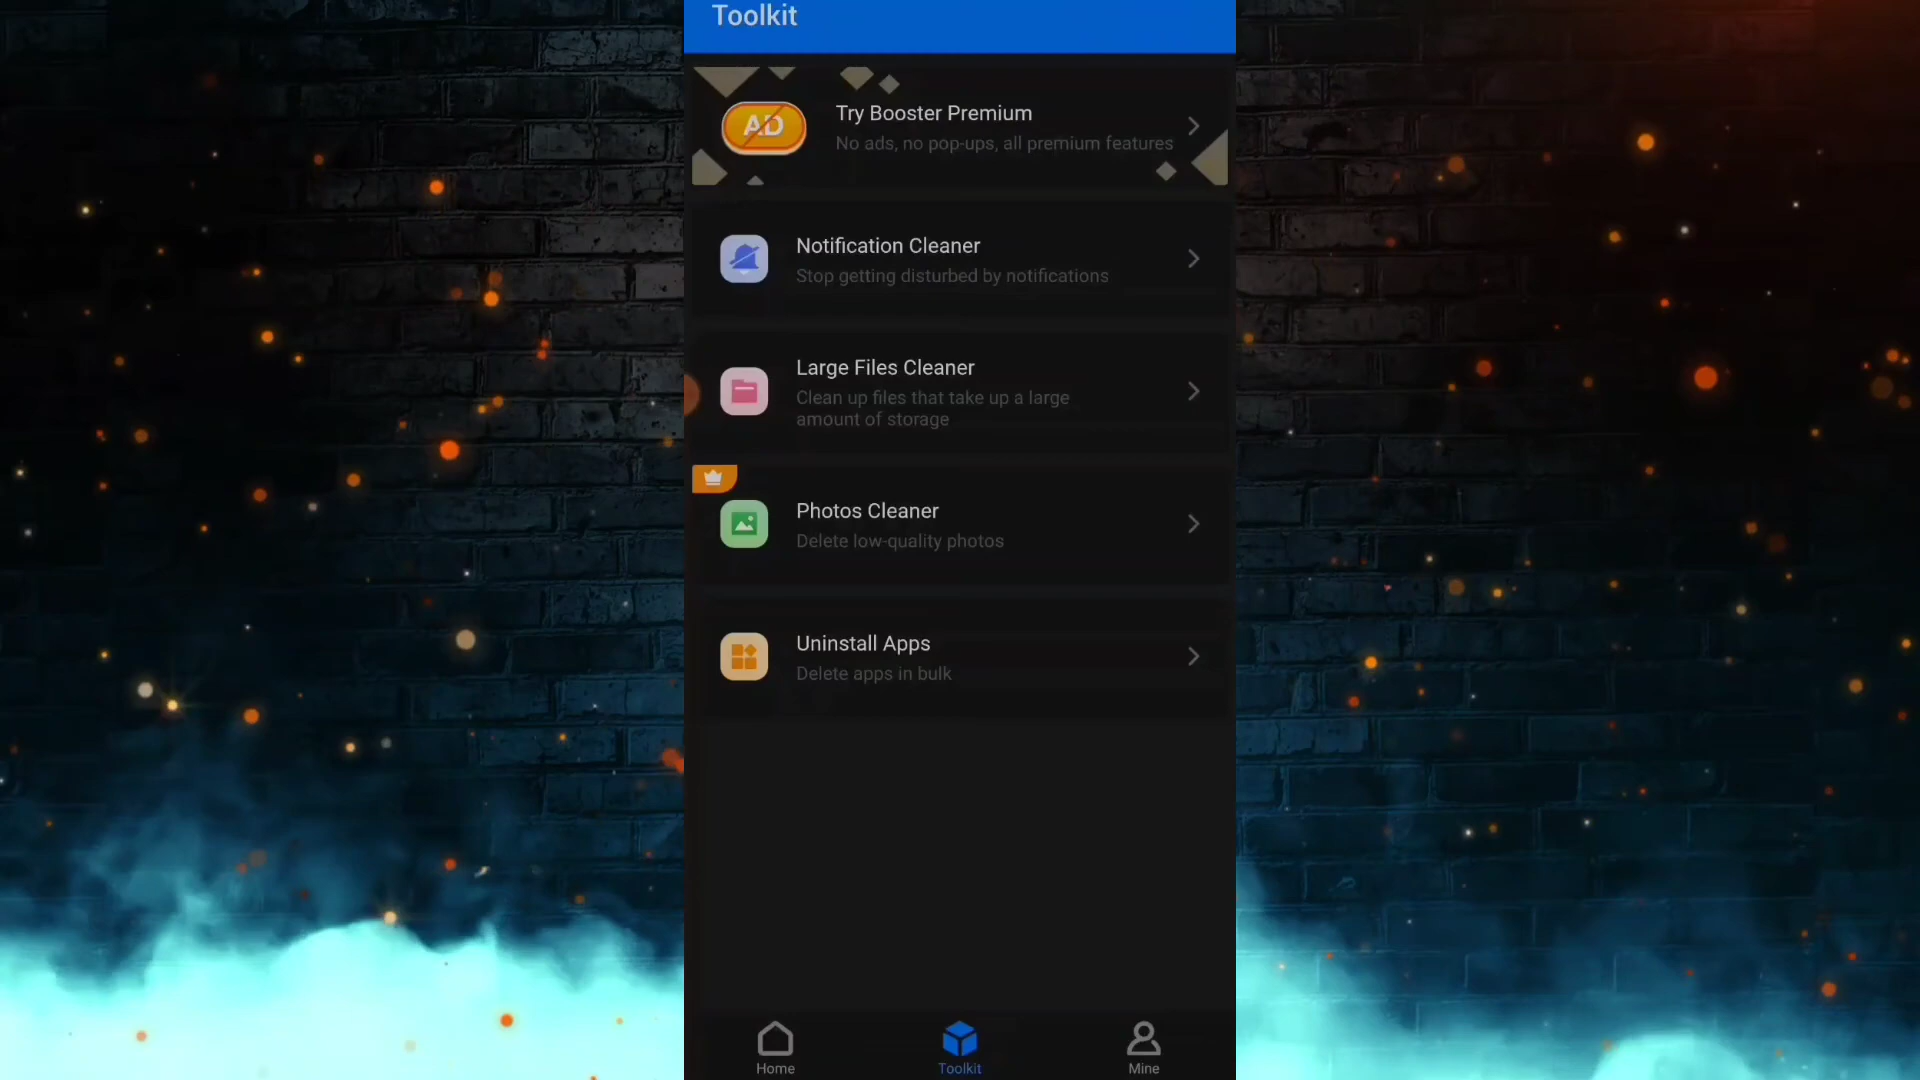 Toolkit
AD
Try Booster Premium
No ads, no pop-ups, all premium features
Notification Cleaner
Stop getting disturbed by notifications
Large Files Cleaner
Clean up files that take up a large
amount of storage
Photos Cleaner
Delete low-quality photos
Uninstall Apps
Delete apps in bulk
Home
Toolkit
Mine